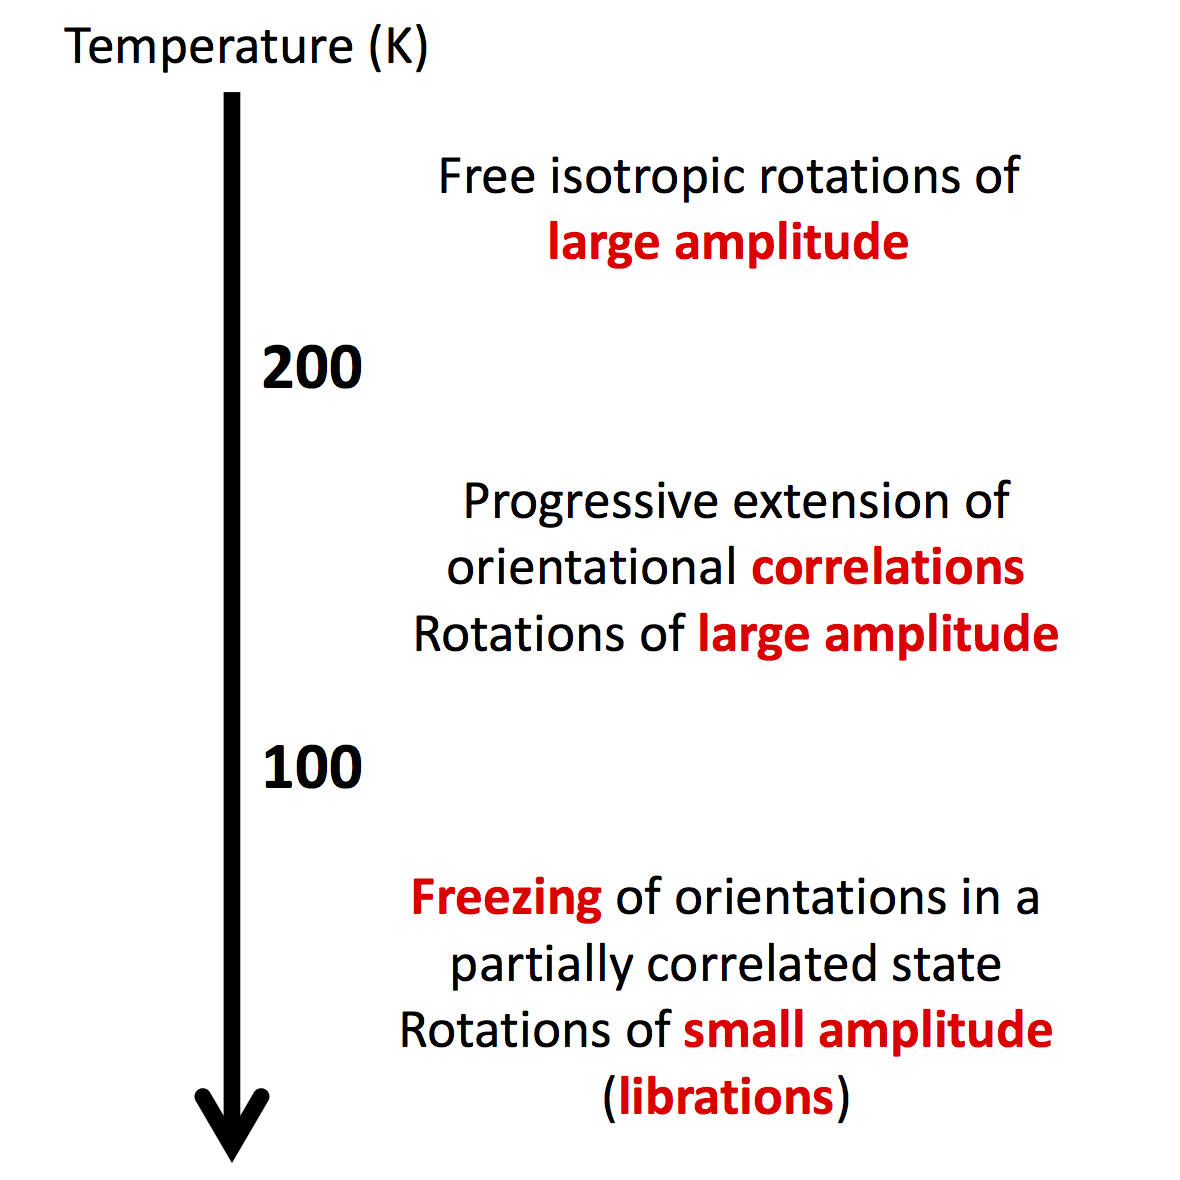 Temperature (K)
Free isotropic rotations of
large amplitude
200
Progressive extension of
orientational correlations
Rotations of large amplitude
100
Freezing of orientations in a
partially correlated state
Rotations of small amplitude
(librations)